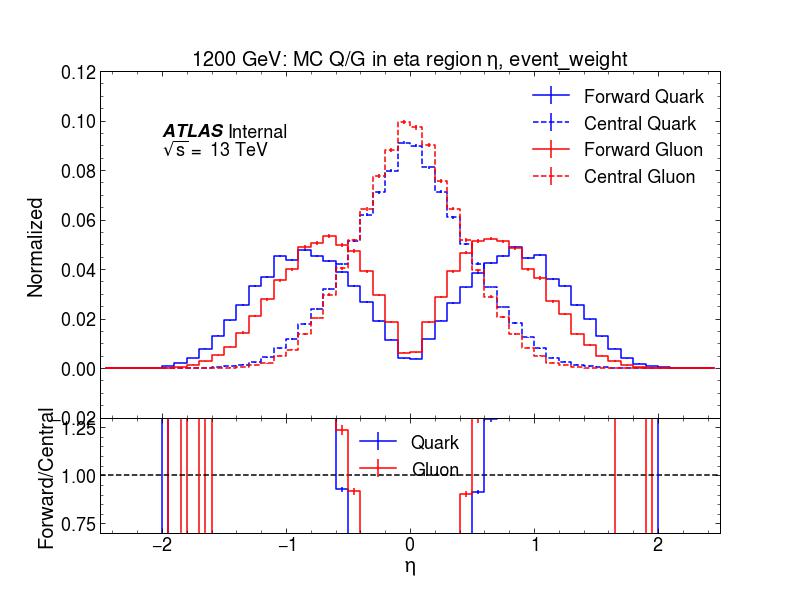 1200 GeV: MC Q/G in eta region η, event_weight
0.12
0.10
0.08
0.06
0.04
0.02
0.00
−0.02
Normalized
ATLAS Internal
√s = 13 TeV
Forward Quark
Central Quark
Forward Gluon
Central Gluon
1.25
1.00
0.75
Forward/Central
Quark
Gluon
−2
−1
0
1
2
η